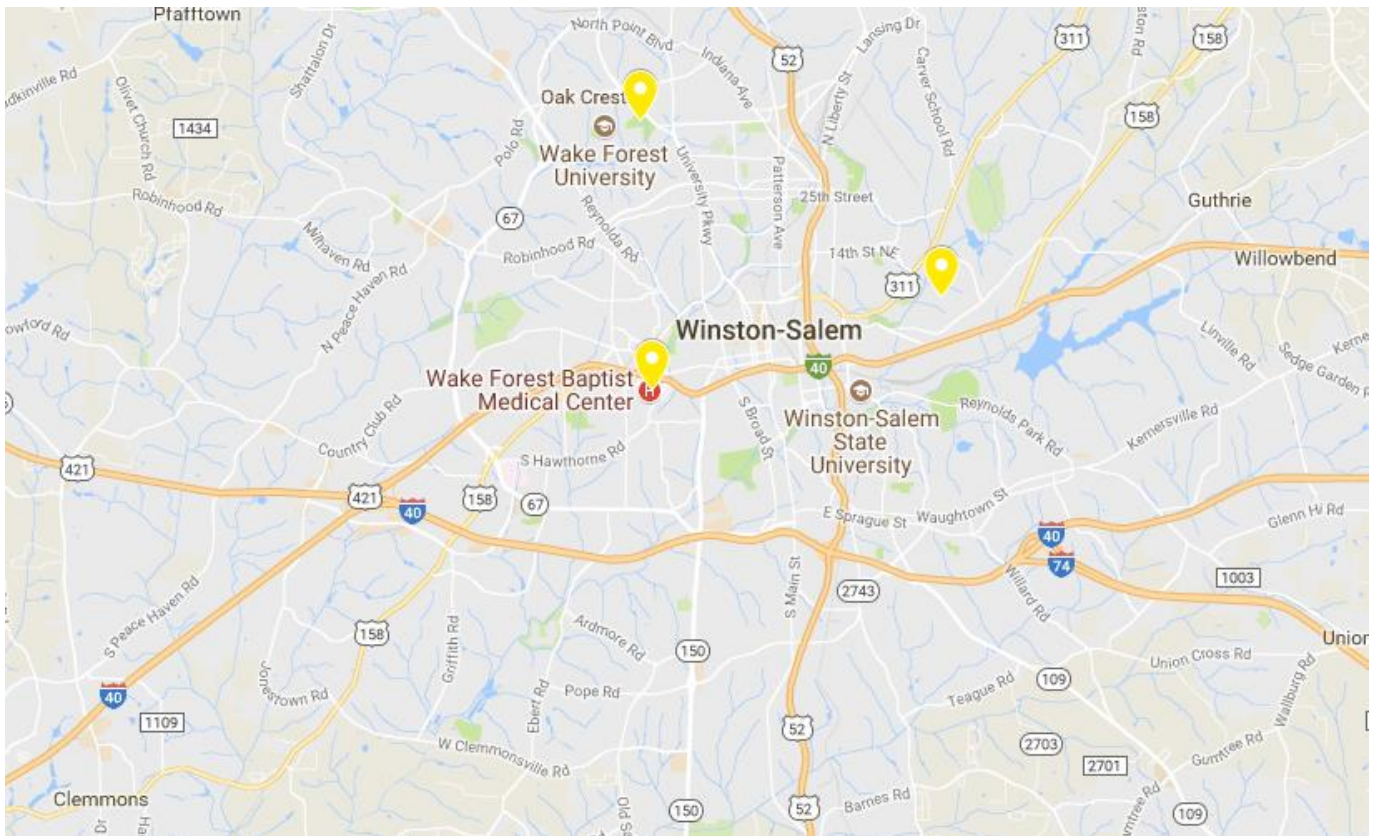 Pfafftown
Shattalon Dr
North Point Blvd
Indiana Ave
Lansing Dr
Carver School Rd
311
158
52
Olivet Church Rd
1434
Oak Crest
Polo Rd
N Liberty St
158
Wake Forest
University
University Pkwy
Patterson Ave
25th Street
Robinhood Rd
67
Reynolda Rd
Guthrie
Milhaven Rd
Robinhood Rd
14th St NE
Willowbend
N Peace Haven Rd
311
Winston-Salem
Linville Rd
Sedge Garden R
Wake Forest Baptist
Medical Center
H
40
Country Club Rd
S Broad St
Winston-Salem
State
University
Reynolds Park Rd
Kernersville Rd
S Hawthorne Rd
421
421
158
67
40
E Sprague St
Waughtown St
Glenn Hi Rd
40
74
1003
S Main St
2743
Willard Rd
S Peace Haven Rd
158
Griffith Rd
Ardmore Rd
150
Union
Union Cross Rd
Jonestown Rd
Ebert Rd
Pope Rd
Teague Rd
109
Wallburg Rd
40
1109
W Clemmonsville Rd
52
2703
2701
Gumtree Rd
Clemmons
150
52
Barnes Rd
109